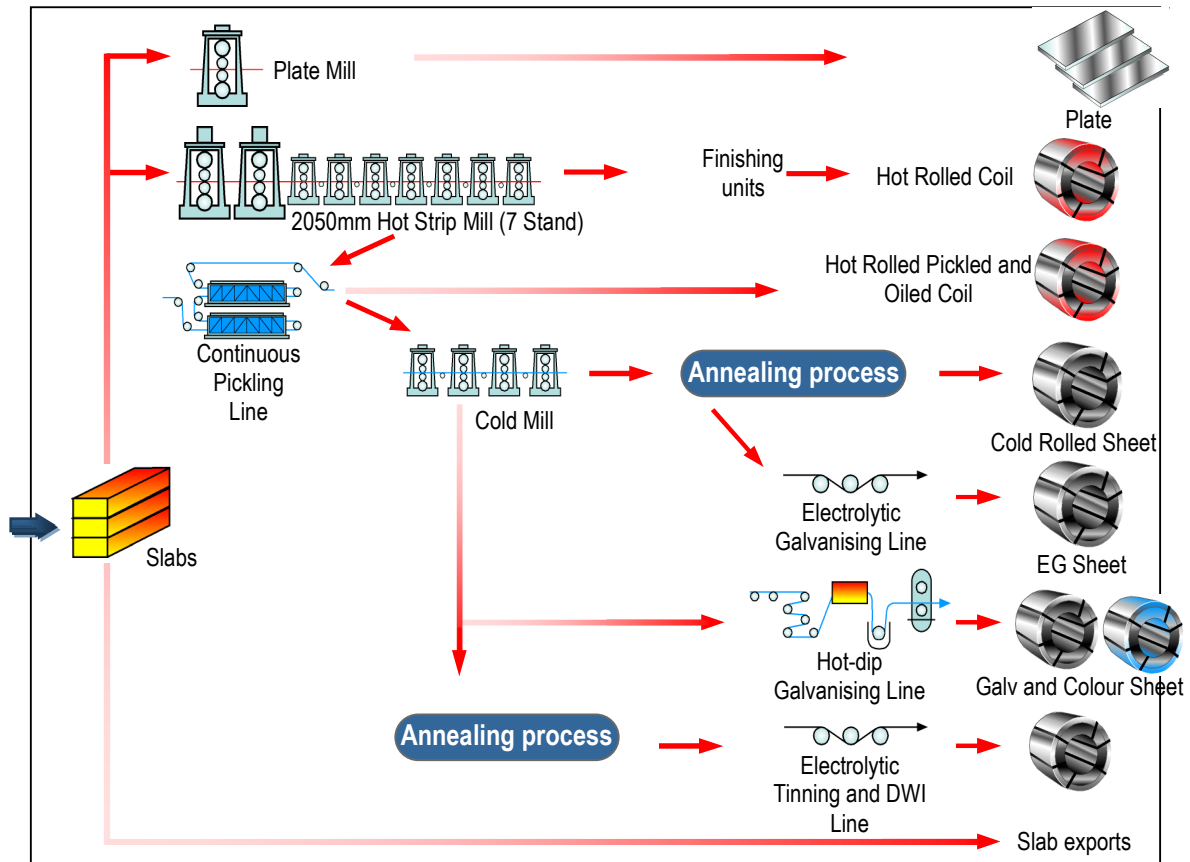 Plate Mill
Plate
2050mm Hot Strip Mill (7 Stand)
Finishing
units
Hot Rolled Coil
Continuous
Pickling
Line
Hot Rolled Pickled and
Oiled Coil
Cold Mill
Annealing process
Cold Rolled Sheet
Slabs
Electrolytic
Galvanising Line
EG Sheet
Hot-dip
Galvanising Line
Galv and Colour Sheet
Annealing process
Electrolytic
Tinning and DWI
Line
Slab exports